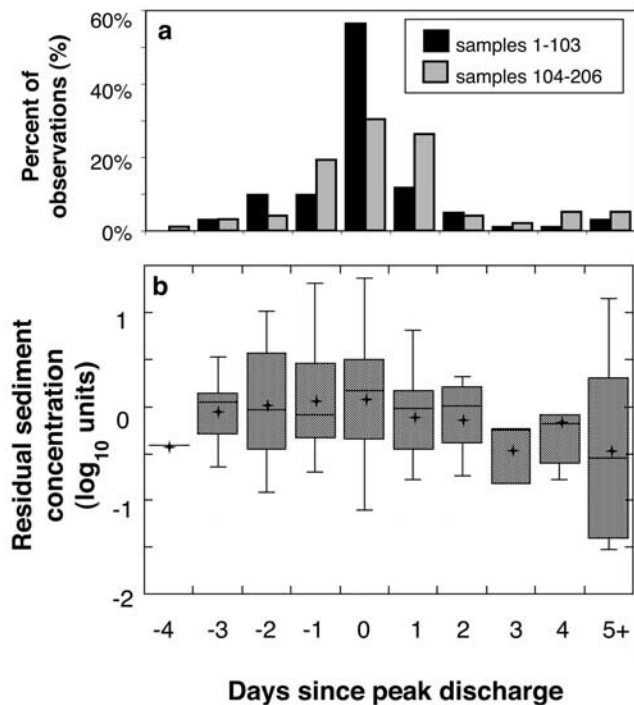 a
60%
40%
20%
0%
Percent of
observations (%)
samples 1-103
samples 104-206
b
1
0
-1
-2
Residual sediment
concentration
(log10 units)
-4 -3 -2 -1 0 1 2 3 4 5+
Days since peak discharge